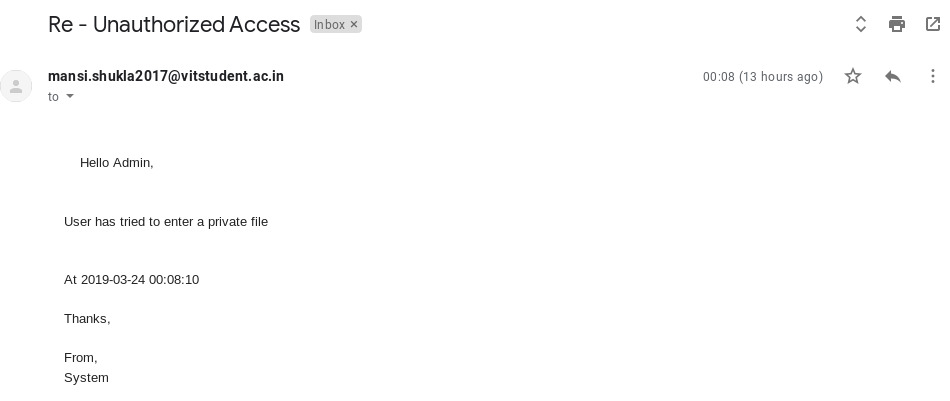 Re - Unauthorized Access Inbox ×
mansi.shukla2017@vitstudent.ac.in 00:08 (13 hours ago)
to
Hello Admin,
User has tried to enter a private file
At 2019-03-24 00:08:10
Thanks,
From,
System